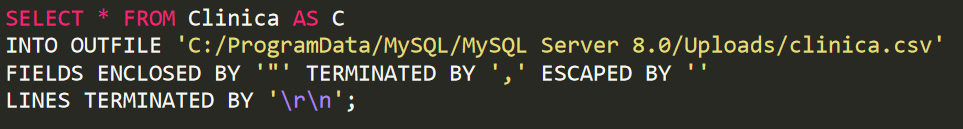 SELECT * FROM Clinica AS C
INTO OUTFILE 'C:/ProgramData/MySQL/MySQL Server 8.0/Uploads/clinica.csv'
FIELDS ENCLOSED BY '"' TERMINATED BY ',' ESCAPED BY ''
LINES TERMINATED BY '\r\n';